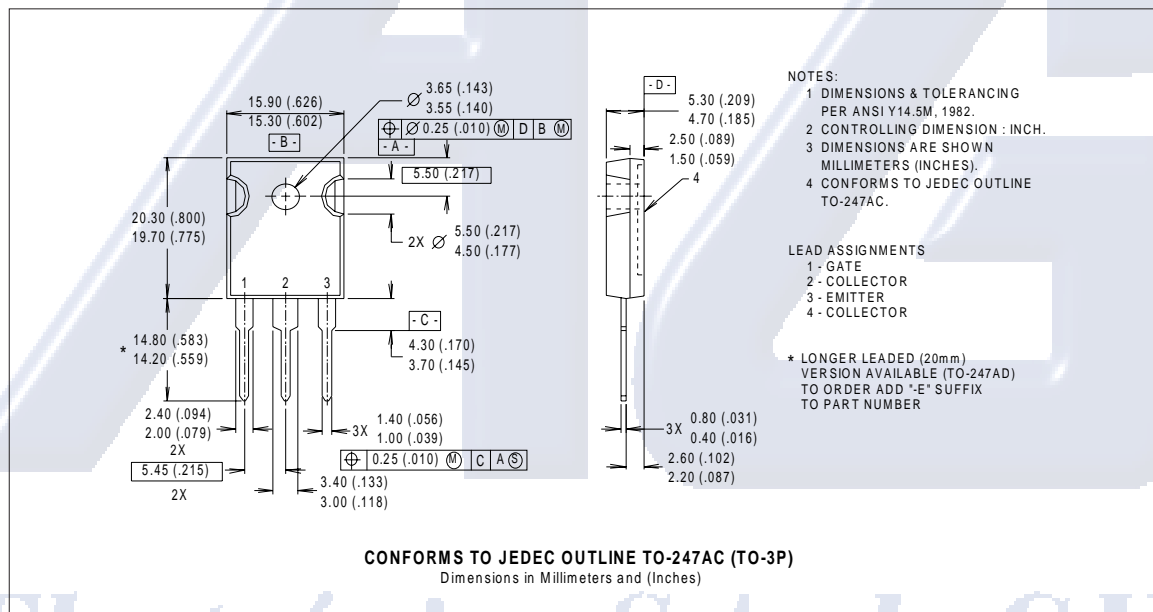 15.90 (.626)
15.30 (.602)
- B -
Ø 3.65 (.143)
3.55 (.140)
⌖ Ø 0.25 (.010) Ⓜ D B Ⓜ
- A -
5.50 (.217)
20.30 (.800)
19.70 (.775)
2X Ø 5.50 (.217)
4.50 (.177)
1 2 3
* 14.80 (.583)
14.20 (.559)
- C -
4.30 (.170)
3.70 (.145)
2.40 (.094)
2.00 (.079)
2X
5.45 (.215)
2X
3X 1.40 (.056)
1.00 (.039)
⌖ 0.25 (.010) Ⓜ C A Ⓢ
3.40 (.133)
3.00 (.118)
- D -
5.30 (.209)
4.70 (.185)
2.50 (.089)
1.50 (.059)
4
3X 0.80 (.031)
0.40 (.016)
2.60 (.102)
2.20 (.087)
NOTES:
1 DIMENSIONS & TOLERANCING
PER ANSI Y14.5M, 1982.
2 CONTROLLING DIMENSION : INCH.
3 DIMENSIONS ARE SHOWN
MILLIMETERS (INCHES).
4 CONFORMS TO JEDEC OUTLINE
TO-247AC.
LEAD ASSIGNMENTS
1 - GATE
2 - COLLECTOR
3 - EMITTER
4 - COLLECTOR
* LONGER LEADED (20mm)
VERSION AVAILABLE (TO-247AD)
TO ORDER ADD "-E" SUFFIX
TO PART NUMBER
CONFORMS TO JEDEC OUTLINE TO-247AC (TO-3P)
Dimensions in Millimeters and (Inches)